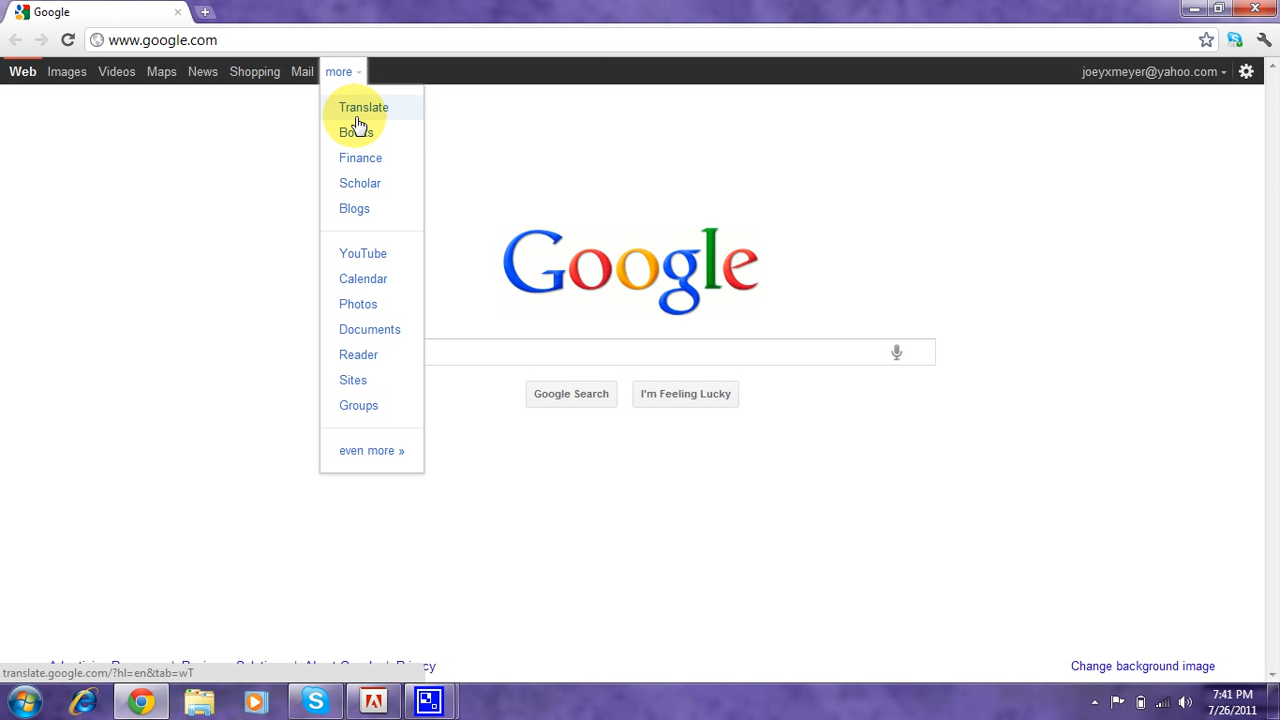 Google
www.google.com
Web Images Videos Maps News Shopping Mail more joeyxmeyer@yahoo.com
Translate
Books
Finance
Scholar
Blogs
YouTube
Calendar
Photos
Documents
Reader
Sites
Groups
even more »
Google
Google Search I'm Feeling Lucky
Privacy Change background image
translate.google.com/?hl=en&tab=wT
7:41 PM
7/26/2011